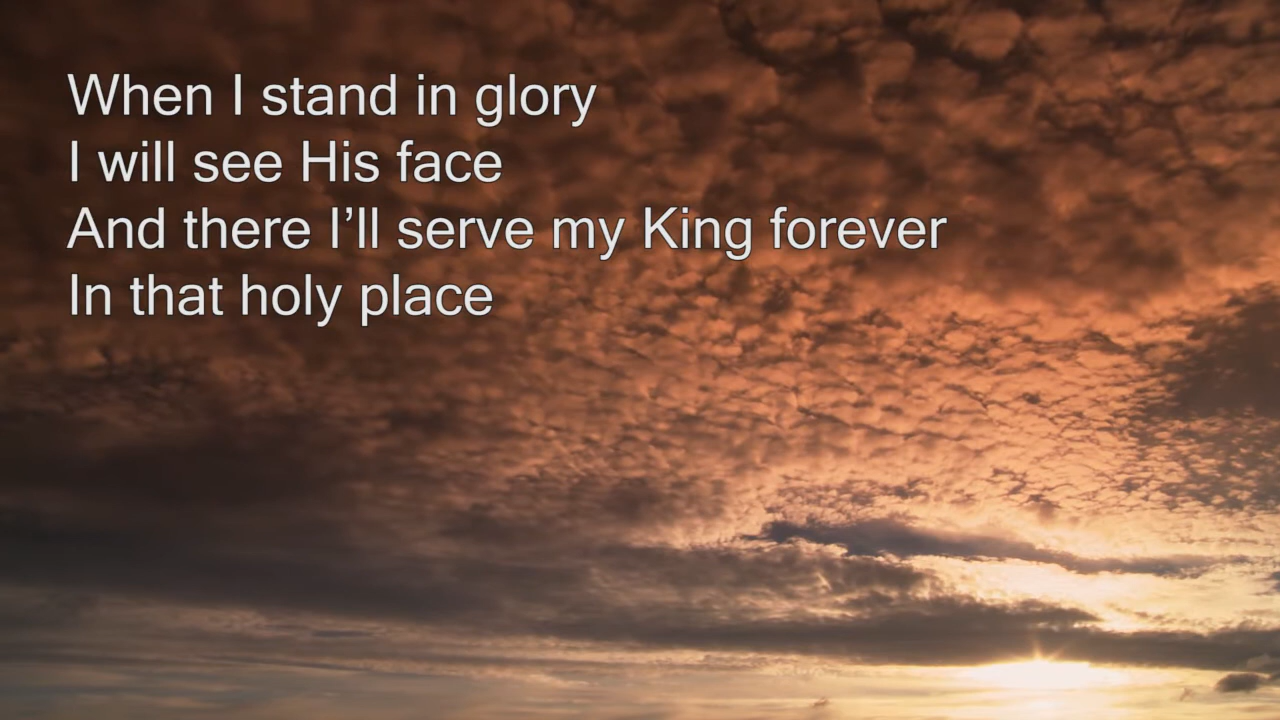 When I stand in glory
I will see His face
And there I’ll serve my King forever
In that holy place